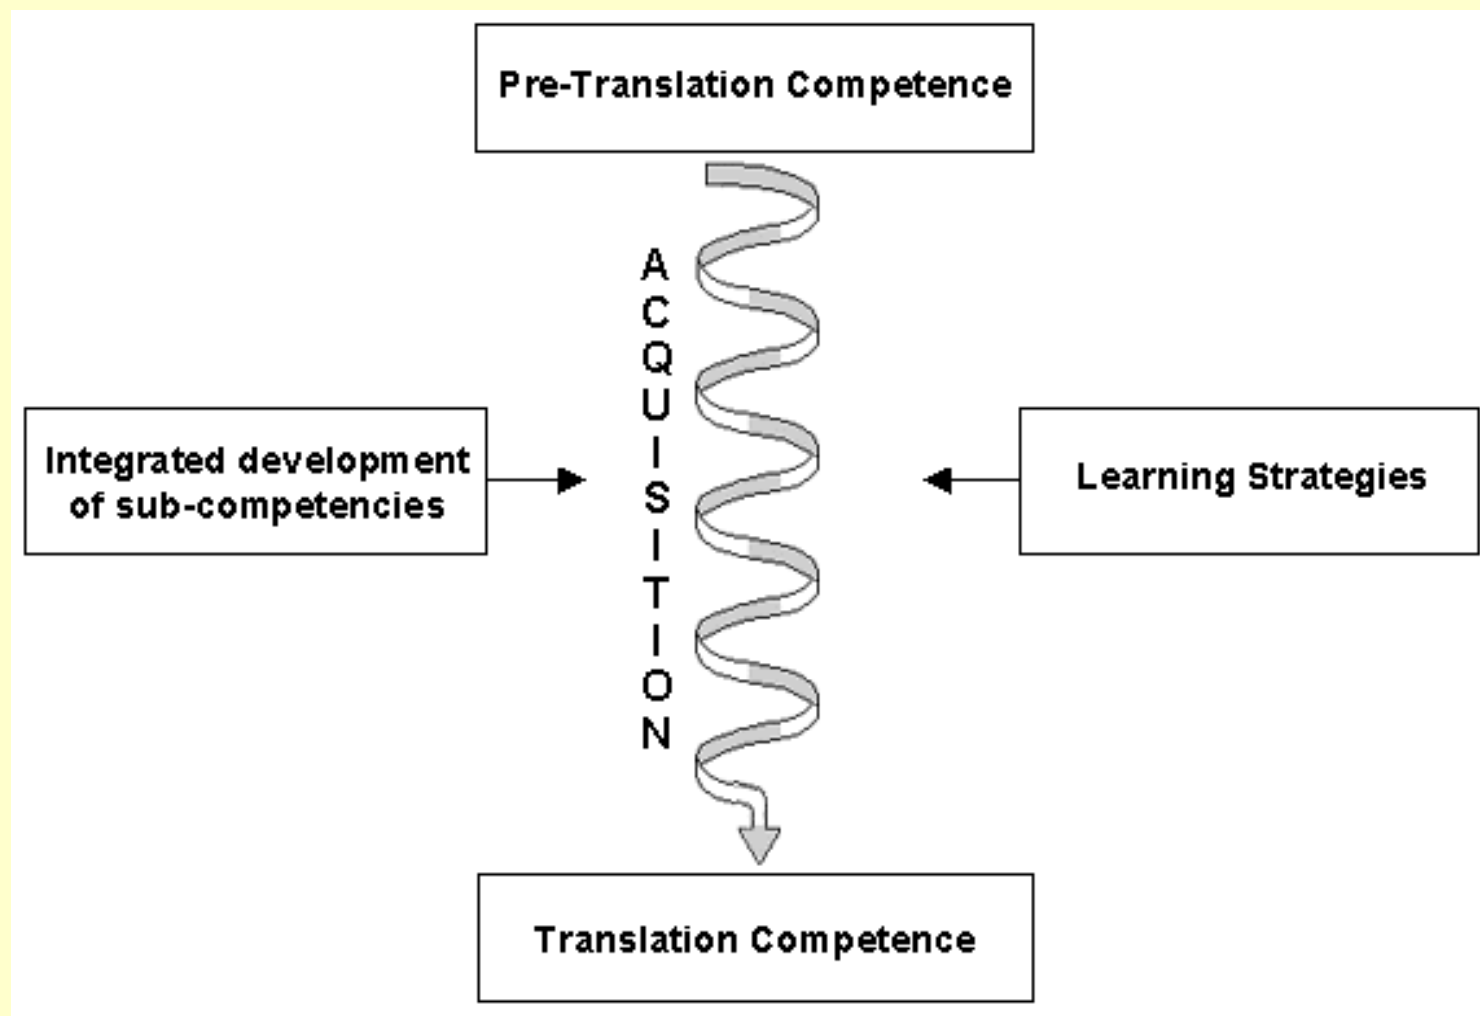 Pre-Translation Competence
ACQUISITION
Integrated development
of sub-competencies
Learning Strategies
Translation Competence